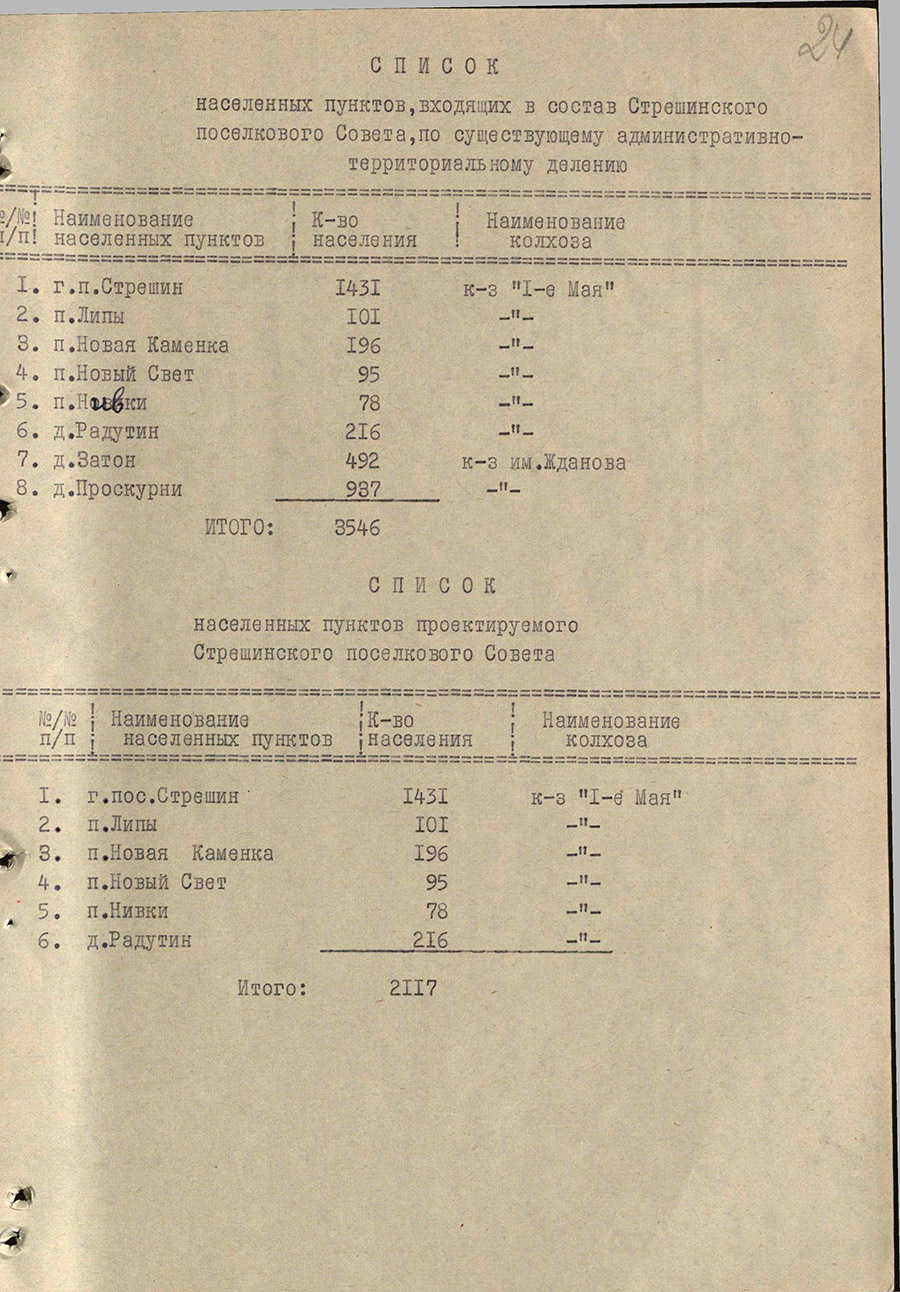 24
С П И С О К
населенных пунктов,входящих в состав Стрешинского
поселкового Совета,по существующему административно-
территориальному делению
№/№! Наименование ! К-во ! Наименование
п/п! населенных пунктов ! населения ! колхоза
I. г.п.Стрешин I43I к-з "I-е Мая"
2. п.Липы IOI -"-
3. п.Новая Каменка I96 -"-
4. п.Новый Свет 95 -"-
5. п.Нивки 78 -"-
6. д.Радутин 2I6 -"-
7. д.Затон 492 к-з им.Жданова
8. д.Проскурни 937 -"-
ИТОГО: 3546
С П И С О К
населенных пунктов проектируемого
Стрешинского поселкового Совета
№/№ ! Наименование ! К-во ! Наименование
п/п ! населенных пунктов ! населения ! колхоза
I. г.пос.Стрешин I43I к-з "I-е Мая"
2. п.Липы IOI -"-
3. п.Новая Каменка I96 -"-
4. п.Новый Свет 95 -"-
5. п.Нивки 78 -"-
6. д.Радутин 2I6 -"-
Итого: 2II7